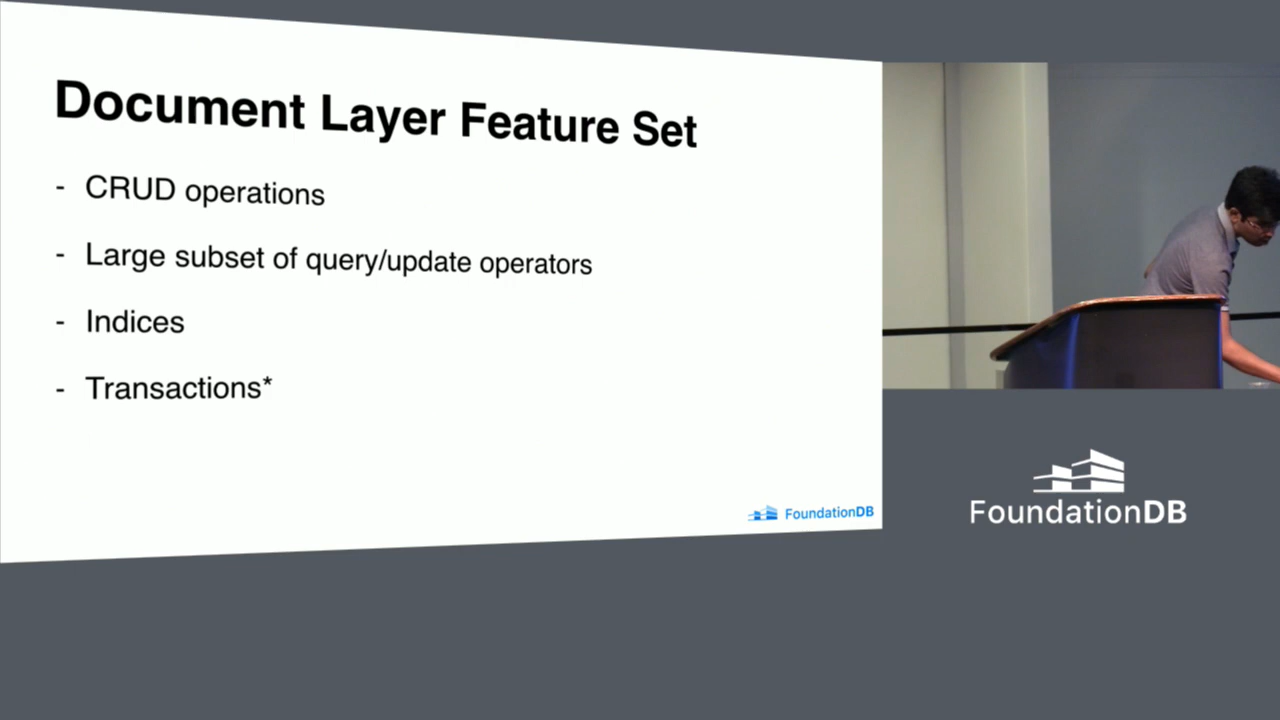 Document Layer Feature Set
- CRUD operations
- Large subset of query/update operators
- Indices
- Transactions*
FoundationDB
FoundationDB